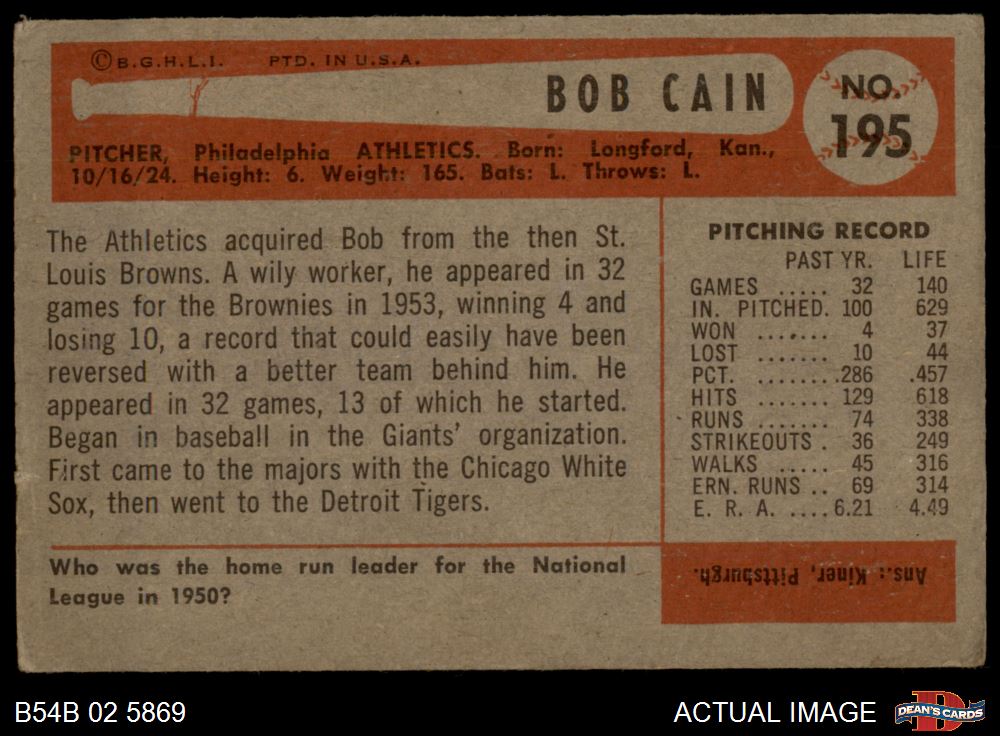 ©B.G.H.L.I. PTD. IN U.S.A.
BOB CAIN
NO. 195
PITCHER, Philadelphia ATHLETICS. Born: Longford, Kan.,
10/16/24. Height: 6. Weight: 165. Bats: L. Throws: L.
The Athletics acquired Bob from the then St.
Louis Browns. A wily worker, he appeared in 32
games for the Brownies in 1953, winning 4 and
losing 10, a record that could easily have been
reversed with a better team behind him. He
appeared in 32 games, 13 of which he started.
Began in baseball in the Giants' organization.
First came to the majors with the Chicago White
Sox, then went to the Detroit Tigers.
PITCHING RECORD
PAST YR. LIFE
GAMES ..... 32 140
IN. PITCHED. 100 629
WON ....... 4 37
LOST ....... 10 44
PCT. ........ .286 .457
HITS ....... 129 618
RUNS ....... 74 338
STRIKEOUTS . 36 249
WALKS ..... 45 316
ERN. RUNS .. 69 314
E. R. A. .... 6.21 4.49
Who was the home run leader for the National
League in 1950?
Ans.: Kiner, Pittsburgh.
B54B 02 5869
ACTUAL IMAGE
DEAN'S CARDS